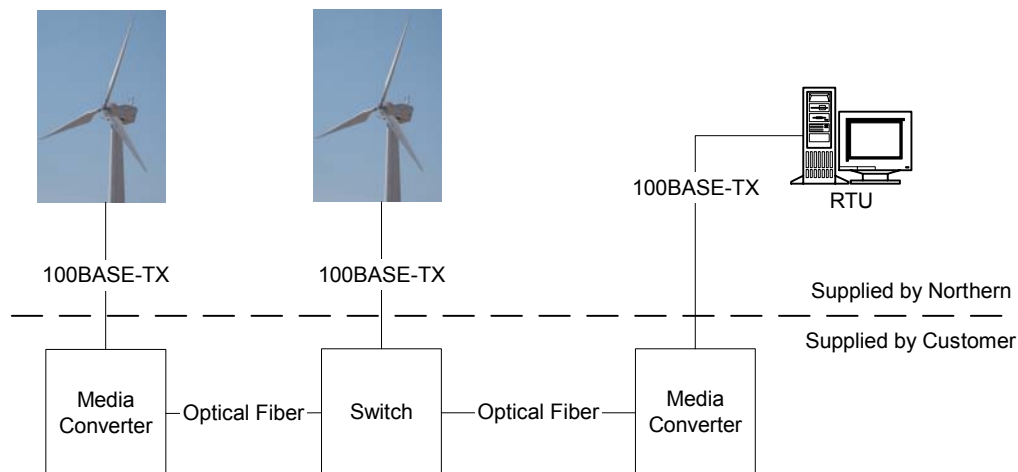 100BASE-TX
RTU
100BASE-TX
100BASE-TX
Supplied by Northern
Supplied by Customer
Media
Converter
Optical Fiber
Switch
Optical Fiber
Media
Converter